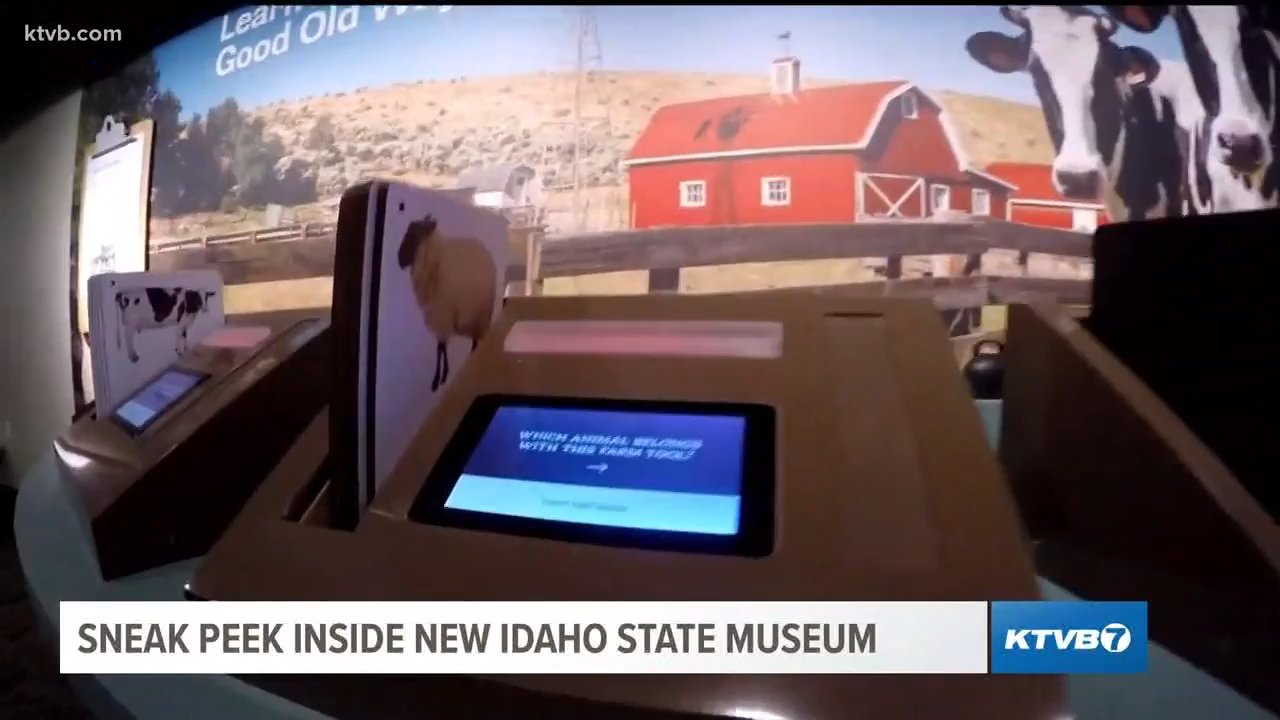 ktvb.com
Learn
Good Old
WHICH ANIMAL BELONGS
WITH THIS FARM TOOL?
→
SNEAK PEEK INSIDE NEW IDAHO STATE MUSEUM
KTVB7